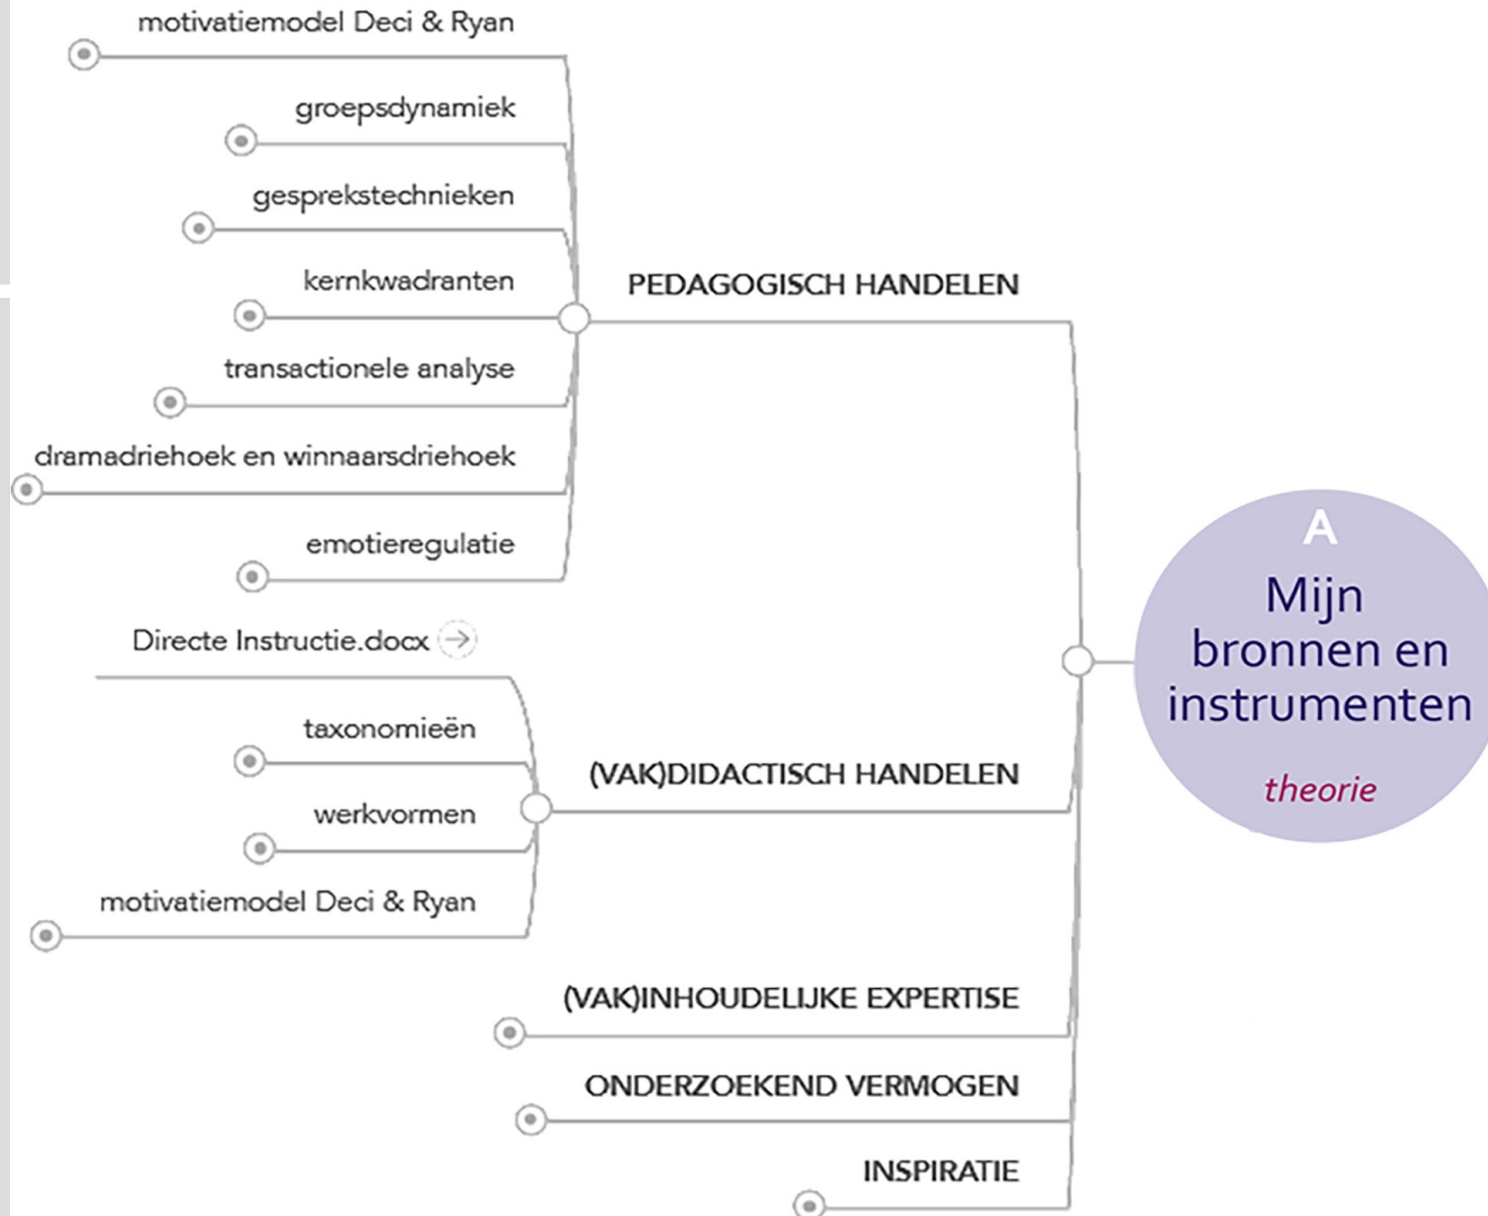 motivatiemodel Deci & Ryan
groepsdynamiek
gesprekstechnieken
kernkwadranten
transactionele analyse
dramadriehoek en winnaarsdriehoek
emotieregulatie
PEDAGOGISCH HANDELEN
Directe Instructie.docx
taxonomieën
werkvormen
motivatiemodel Deci & Ryan
(VAK)DIDACTISCH HANDELEN
(VAK)INHOUDELIJKE EXPERTISE
ONDERZOEKEND VERMOGEN
INSPIRATIE
A
Mijn
bronnen en
instrumenten
theorie